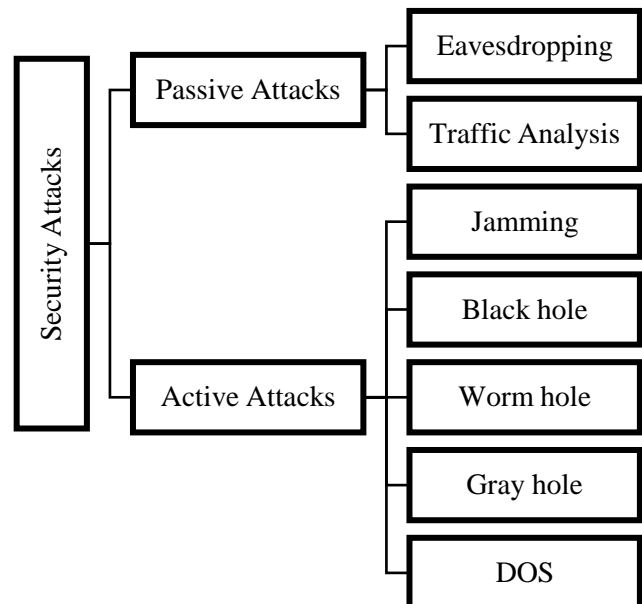 Security Attacks
Passive Attacks
Eavesdropping
Traffic Analysis
Active Attacks
Jamming
Black hole
Worm hole
Gray hole
DOS